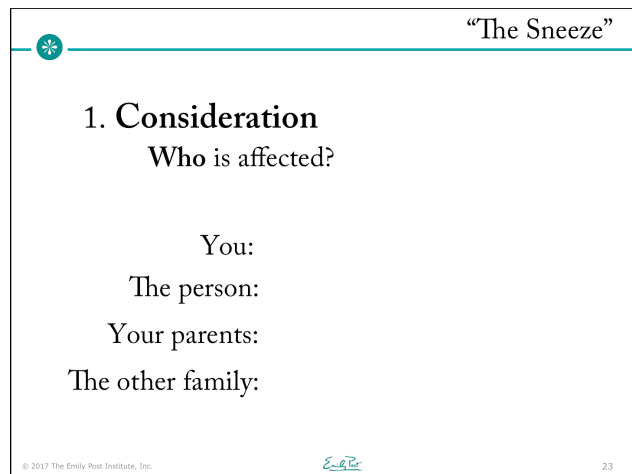 “The Sneeze”
1. Consideration
Who is affected?
You:
The person:
Your parents:
The other family:
© 2017 The Emily Post Institute, Inc.
Emily Post
23